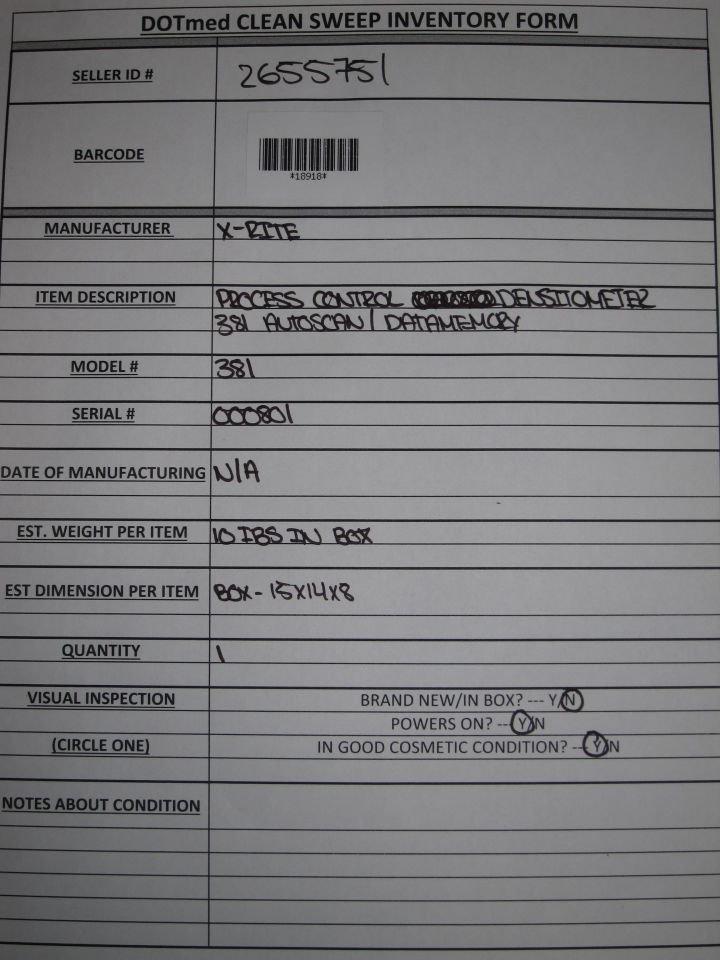 DOTmed CLEAN SWEEP INVENTORY FORM
SELLER ID # 2655751
BARCODE
*18918*
MANUFACTURER X-RITE
ITEM DESCRIPTION PROCESS CONTROL DENSITOMETER
381 AUTOSCAN/DATAMEMORY
MODEL # 381
SERIAL # 000801
DATE OF MANUFACTURING N/A
EST. WEIGHT PER ITEM 10 IBS IN BOX
EST DIMENSION PER ITEM BOX- 15X14X8
QUANTITY 1
VISUAL INSPECTION BRAND NEW/IN BOX? --- Y/N
POWERS ON? --Y/N
(CIRCLE ONE) IN GOOD COSMETIC CONDITION? --Y/N
NOTES ABOUT CONDITION